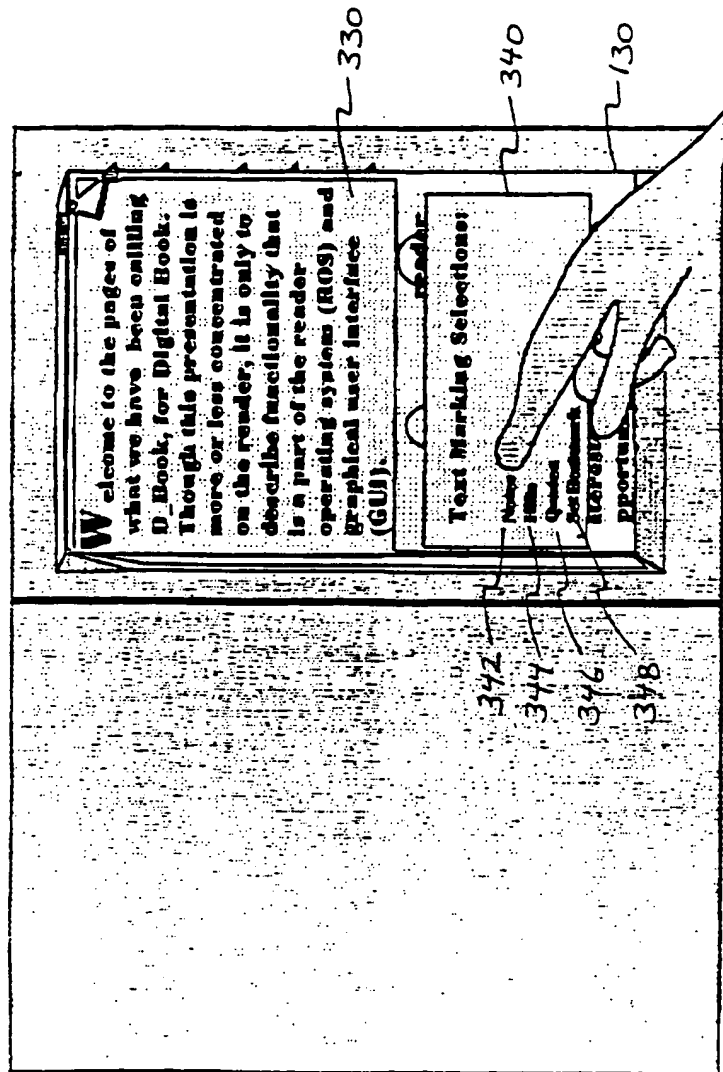 Welcome to the pages of
what we have been calling
D_Book, for Digital Book.
Though this presentation is
more or less concentrated
on the reader, it is only to
describe functionality that
is a part of the reader
operating system (ROS) and
graphical user interface
(GUI).
reader
Text Marking Selections:
Notes
Quoted
Set Bookmark
pportun
330
340
130
342
344
346
348